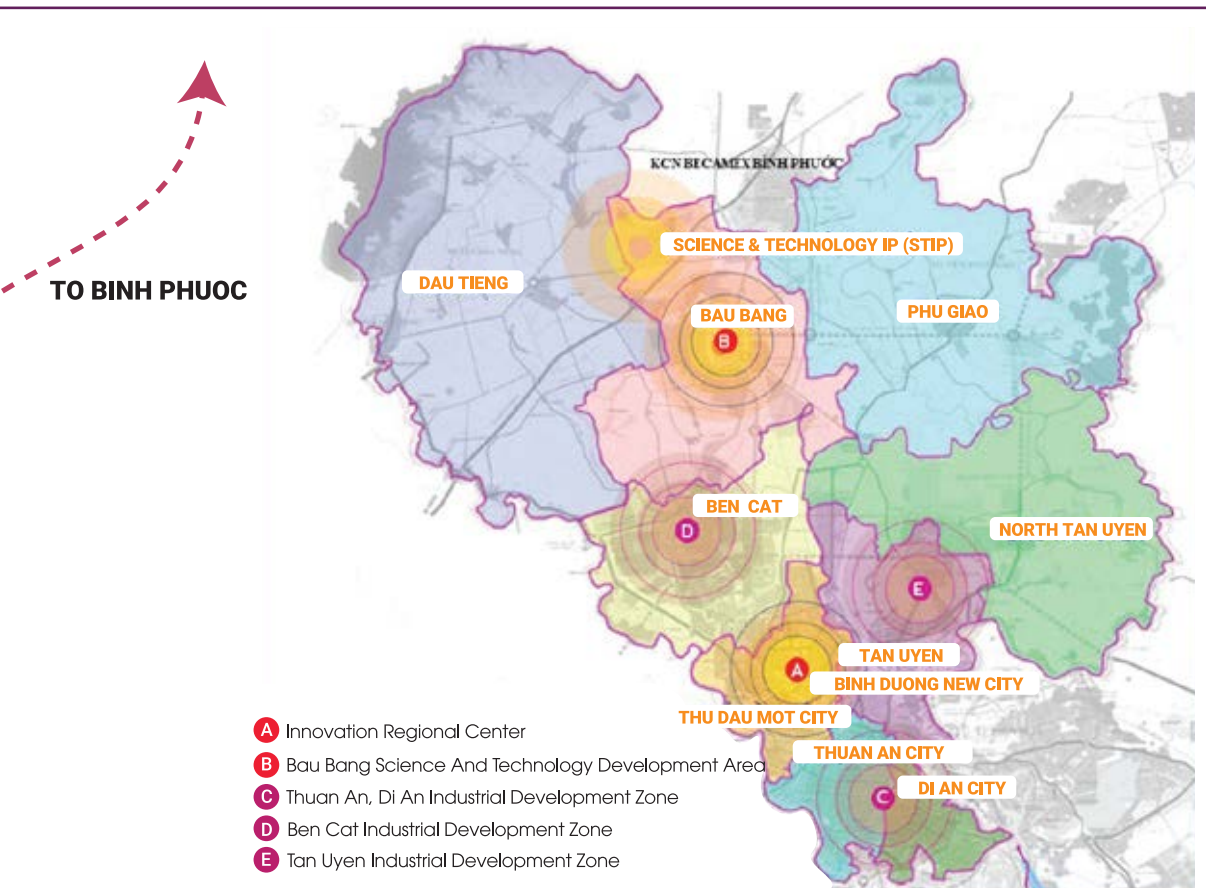 KCN BECAMEX BÌNH PHƯỚC
SCIENCE & TECHNOLOGY IP (STIP)
DAU TIENG
TO BINH PHUOC
BAU BANG
PHU GIAO
B
BEN CAT
D
NORTH TAN UYEN
E
TAN UYEN
A
BINH DUONG NEW CITY
THU DAU MOT CITY
THUAN AN CITY
DI AN CITY
C
A Innovation Regional Center
B Bau Bang Science And Technology Development Area
C Thuan An, Di An Industrial Development Zone
D Ben Cat Industrial Development Zone
E Tan Uyen Industrial Development Zone